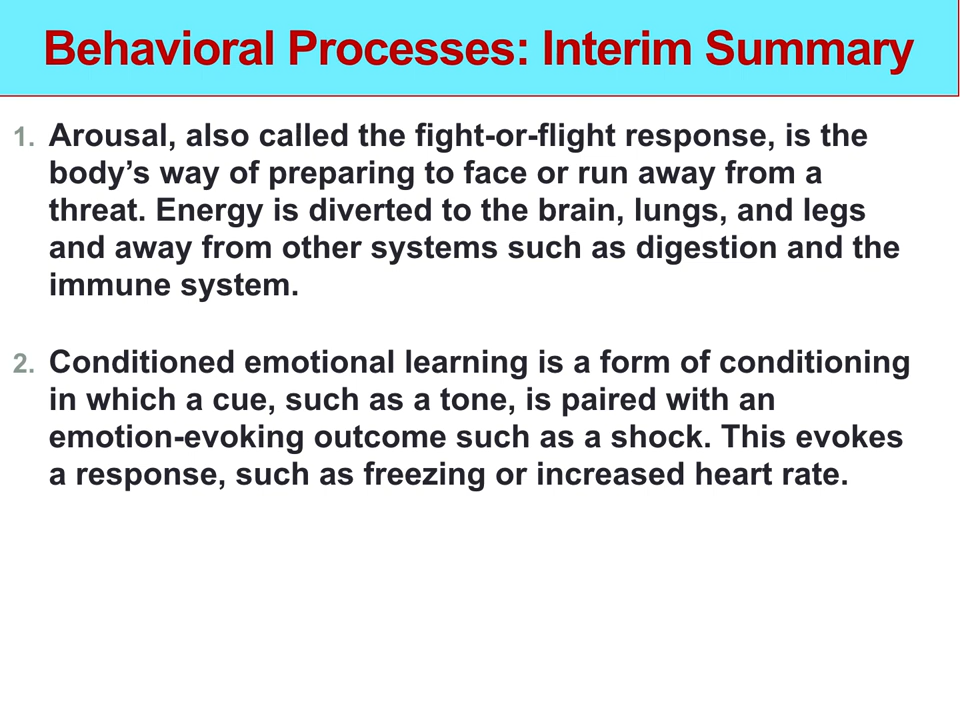 Behavioral Processes: Interim Summary
1. Arousal, also called the fight-or-flight response, is the
body’s way of preparing to face or run away from a
threat. Energy is diverted to the brain, lungs, and legs
and away from other systems such as digestion and the
immune system.
2. Conditioned emotional learning is a form of conditioning
in which a cue, such as a tone, is paired with an
emotion-evoking outcome such as a shock. This evokes
a response, such as freezing or increased heart rate.